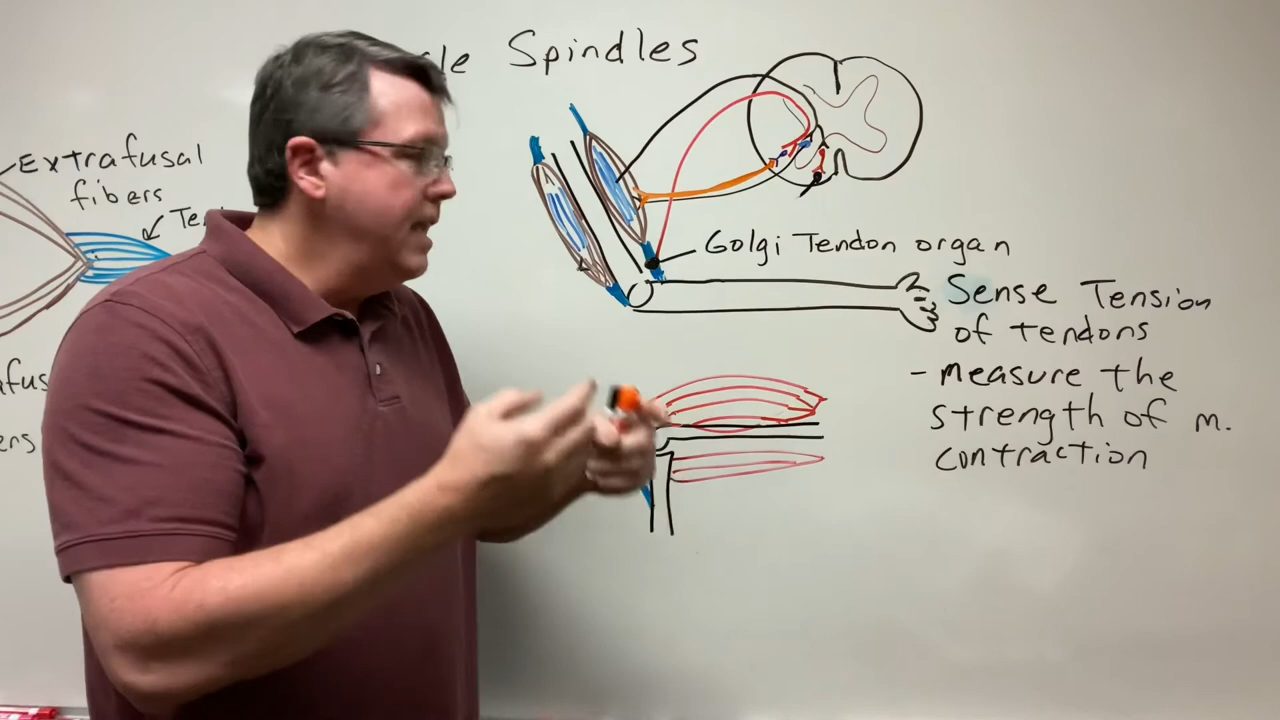 Spindles
Extrafusal
fibers
Golgi Tendon organ
Sense Tension
of tendons
- measure the
strength of m.
contraction